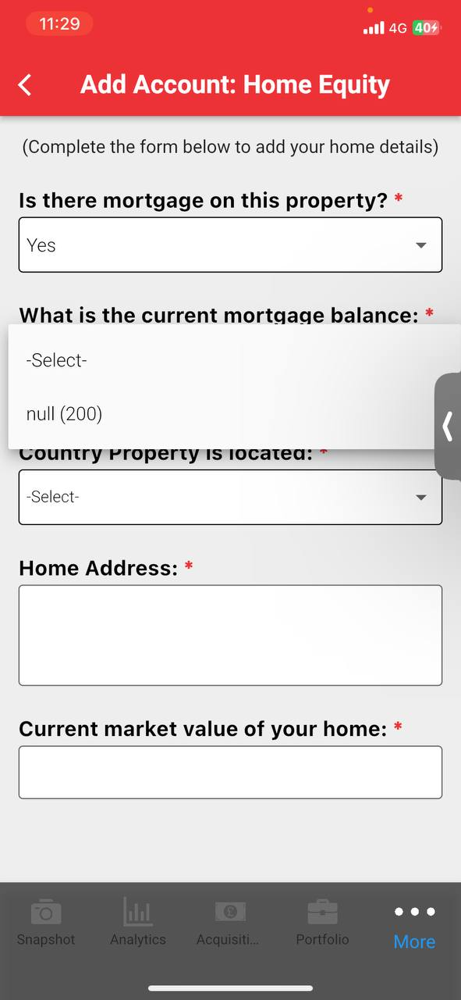 11:29
4G 40
Add Account: Home Equity
(Complete the form below to add your home details)
Is there mortgage on this property? *
Yes
What is the current mortgage balance: *
-Select-
null (200)
Country Property is located: *
-Select-
Home Address: *
Current market value of your home: *
Snapshot Analytics Acquisiti... Portfolio More